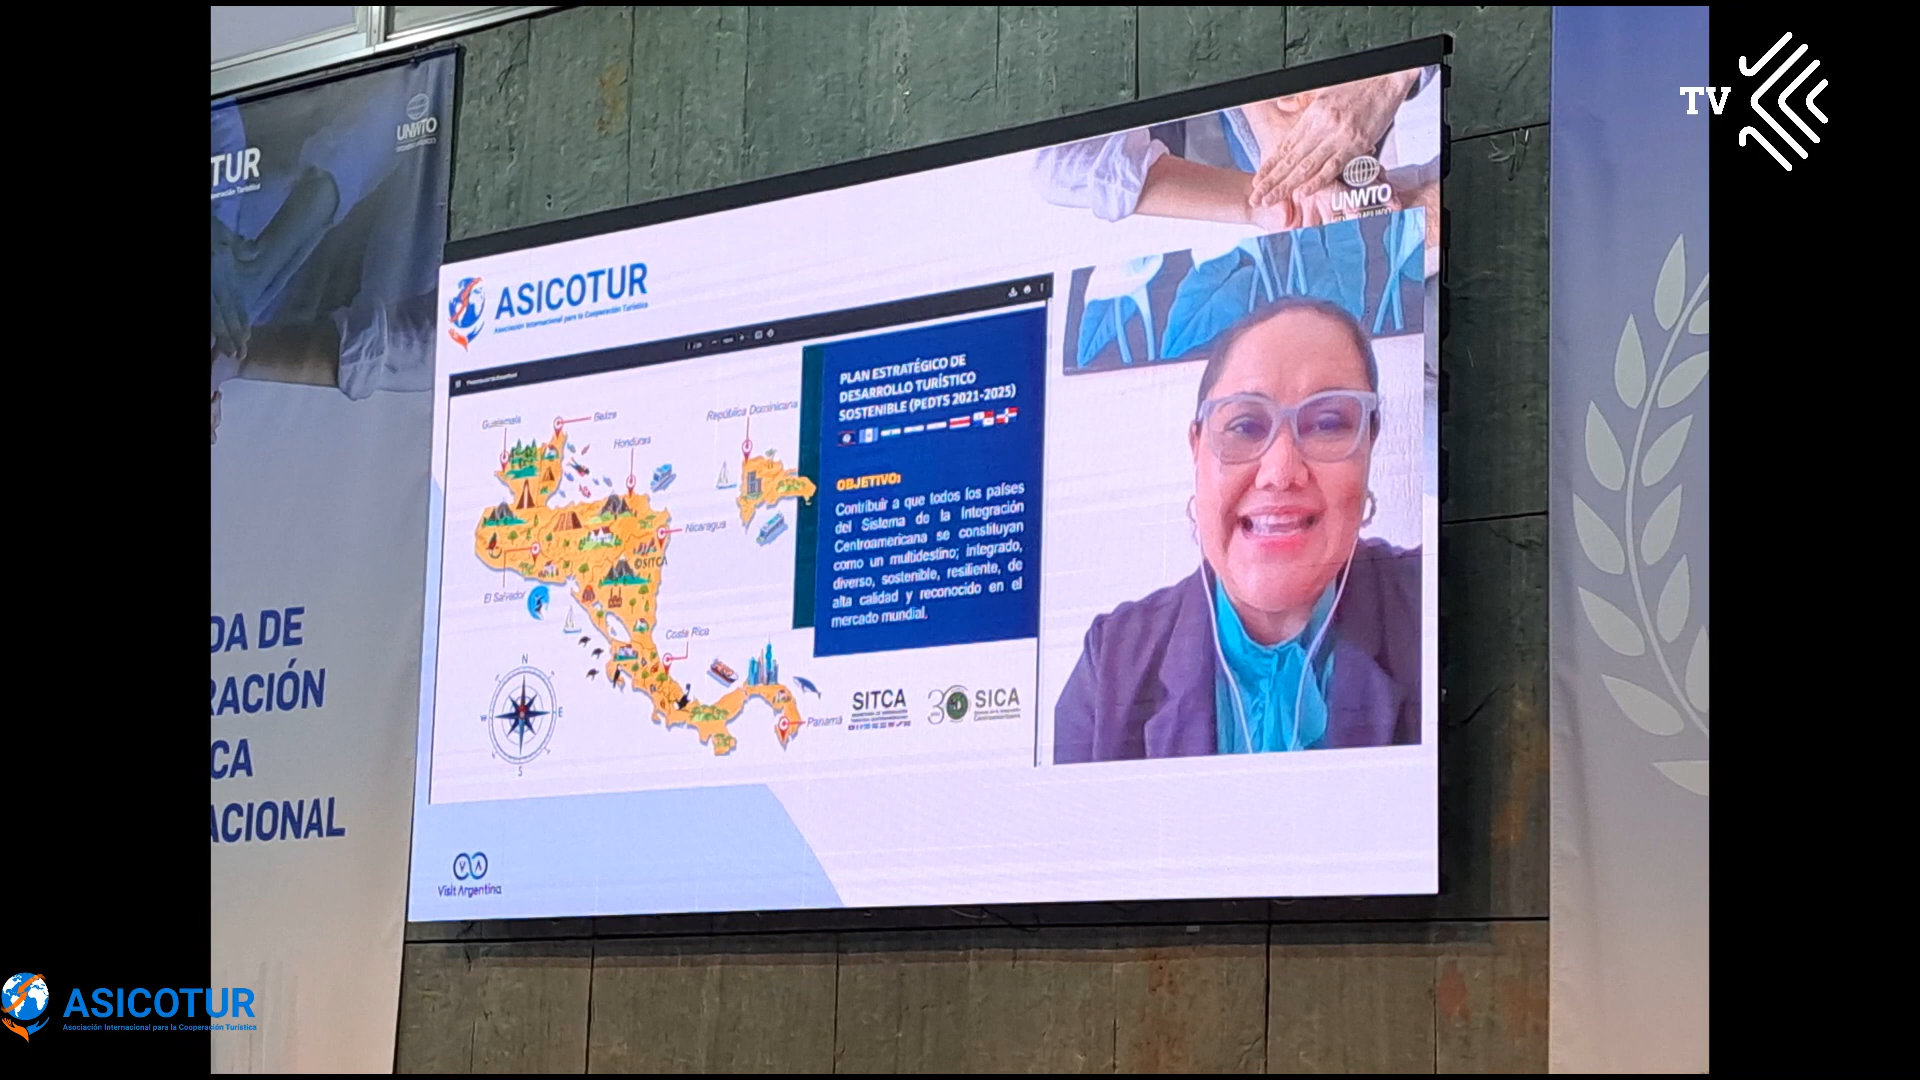 TV
UNWTO
TUR
DA DE
RACIÓN
CA
ACIONAL
UNWTO
ASICOTUR
Asociación Internacional para la Cooperación Turística
Guatemala
Belize
Honduras
República Dominicana
Nicaragua
©SITCA
El Salvador
Costa Rica
Panamá
N
W
E
S
PLAN ESTRATÉGICO DE
DESARROLLO TURÍSTICO
SOSTENIBLE (PEDTS 2021-2025)
OBJETIVO:
Contribuir a que todos los países
del Sistema de la Integración
Centroamericana se constituyan
como un multidestino; integrado,
diverso, sostenible, resiliente, de
alta calidad y reconocido en el
mercado mundial.
SITCA
30
SICA
VA
Visit Argentina
ASICOTUR
Asociación Internacional para la Cooperación Turística